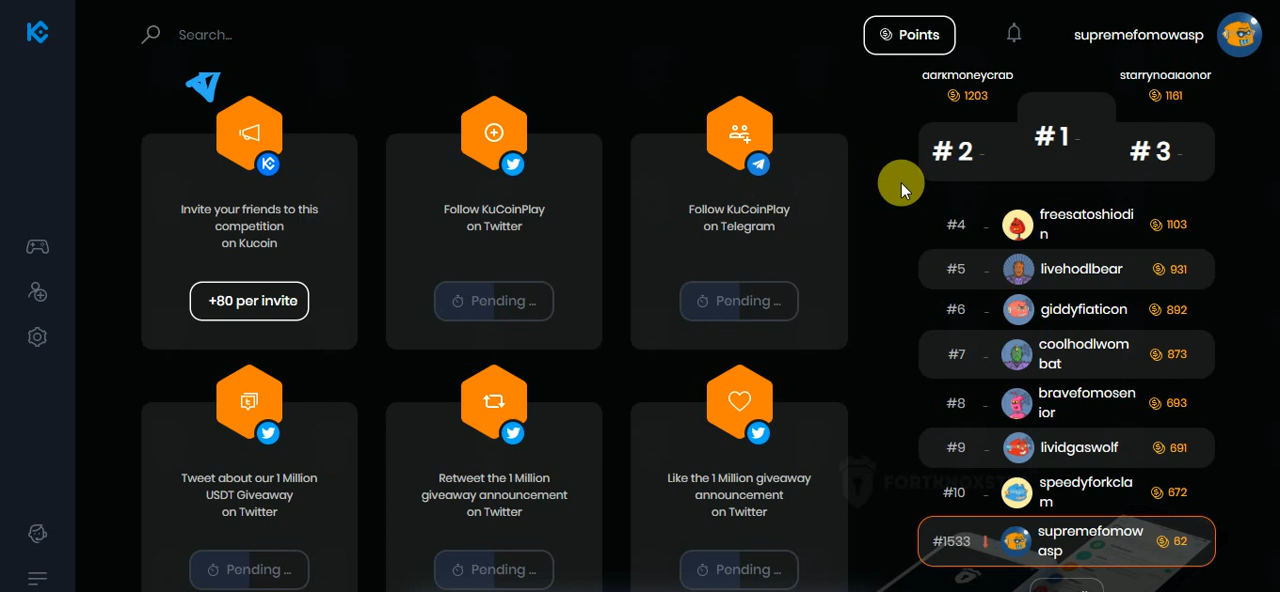 Search...
Points
supremefomowasp
darkmoneycrab
starrynodldonor
1203
1161
#1
#2
#3
Invite your friends to this
competition
on Kucoin
+80 per invite
Follow KuCoinPlay
on Twitter
Pending ...
Follow KuCoinPlay
on Telegram
Pending ...
#4
freesatoshiodi
n
1103
#5
livehodlbear
931
#6
giddyfiaticon
892
#7
coolhodlwom
bat
873
#8
bravefomosen
ior
693
#9
lividgaswolf
691
#10
speedyforkcla
m
672
#1533
supremefomow
asp
62
Tweet about our 1 Million
USDT Giveaway
on Twitter
Pending ...
Retweet the 1 Million
giveaway announcement
on Twitter
Pending ...
Like the 1 Million giveaway
announcement
on Twitter
Pending ...